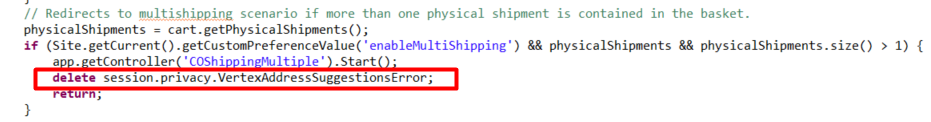 // Redirects to multishipping scenario if more than one physical shipment is contained in the basket.
physicalShipments = cart.getPhysicalShipments();
if (Site.getCurrent().getCustomPreferenceValue('enableMultiShipping') && physicalShipments && physicalShipments.size() > 1) {
app.getController('COShippingMultiple').Start();
delete session.privacy.VertexAddressSuggestionsError;
return;
}